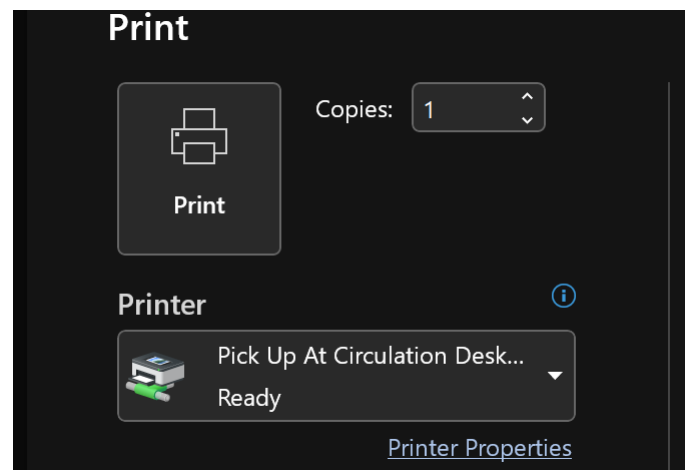 Print
Copies: 1
Print
Printer
Pick Up At Circulation Desk...
Ready
Printer Properties